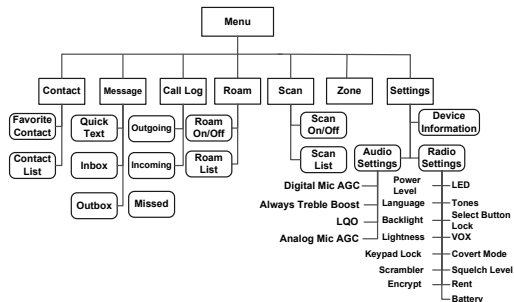 Menu
Contact
Message
Call Log
Roam
Scan
Zone
Settings
Favorite
Contact
Contact
List
Quick
Text
Inbox
Outbox
Outgoing
Incoming
Missed
Roam
On/Off
Roam
List
Scan
On/Off
Scan
List
Device
Information
Audio
Settings
Radio
Settings
Digital Mic AGC
Always Treble Boost
LQO
Analog Mic AGC
Power
Level
Language
Backlight
Lightness
Keypad Lock
Scrambler
Encrypt
LED
Tones
Select Button
Lock
VOX
Covert Mode
Squelch Level
Rent
Battery